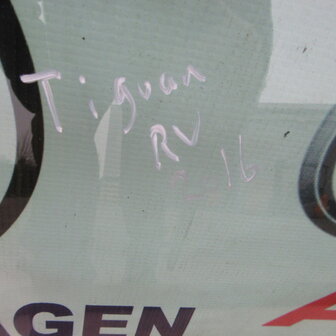 Tiguan
RV
16
AGEN A